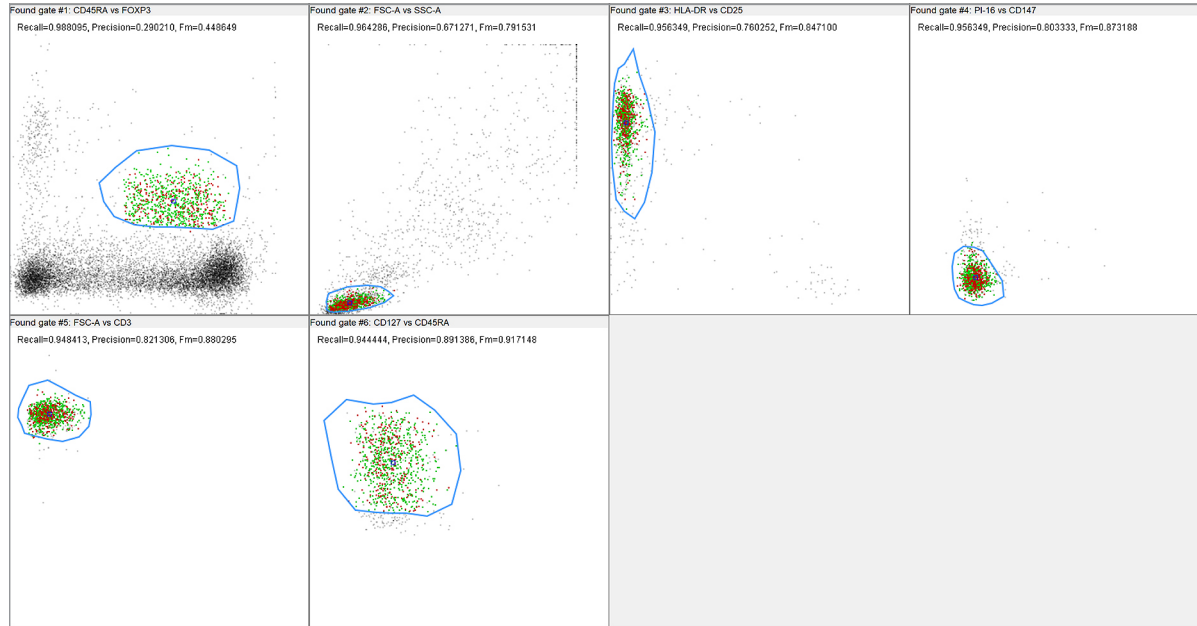 Found gate #1: CD45RA vs FOXP3
Recall=0.988095, Precision=0.290210, Fm=0.448649
Found gate #2: FSC-A vs SSC-A
Recall=0.964286, Precision=0.671271, Fm=0.791531
Found gate #3: HLA-DR vs CD25
Recall=0.956349, Precision=0.760252, Fm=0.847100
Found gate #4: PI-16 vs CD147
Recall=0.956349, Precision=0.803333, Fm=0.873188
Found gate #5: FSC-A vs CD3
Recall=0.948413, Precision=0.821306, Fm=0.880295
Found gate #6: CD127 vs CD45RA
Recall=0.944444, Precision=0.891386, Fm=0.917148